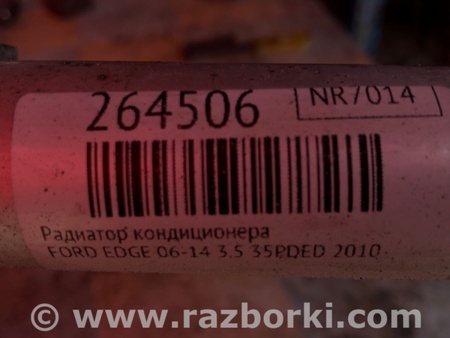 264506 NR7014
Радиатор кондиционера
FORD EDGE 06-14 3.5 35PDED 2010
© www.razborki.com